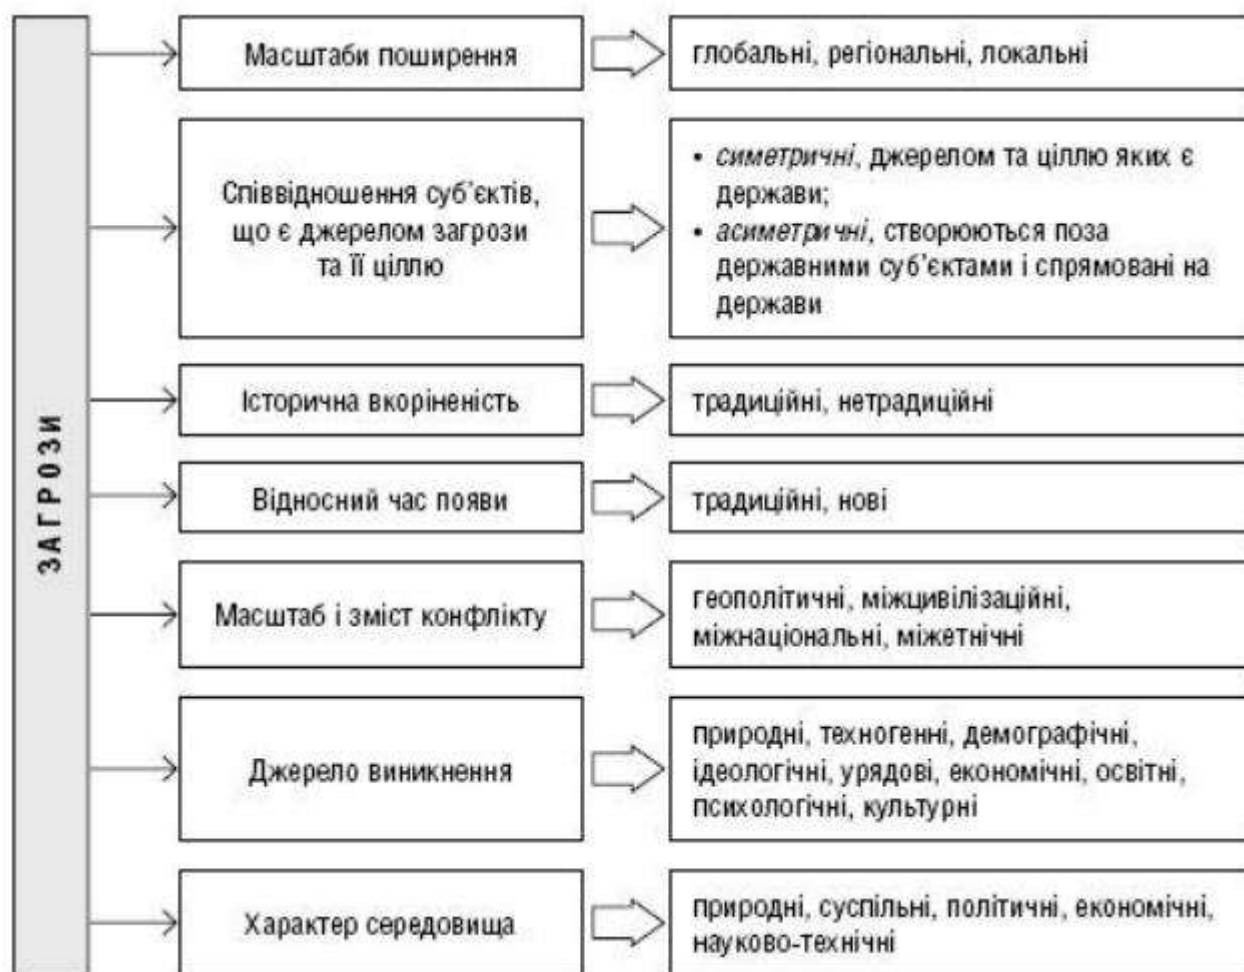 ЗАГРОЗИ
Масштаби поширення
глобальні, регіональні, локальні
Співвідношення суб’єктів,
що є джерелом загрози
та її ціллю
• симетричні, джерелом та ціллю яких є
держави;
• асиметричні, створюються поза
державними суб’єктами і спрямовані на
держави
Історична вкоріненість
традиційні, нетрадиційні
Відносний час появи
традиційні, нові
Масштаб і зміст конфлікту
геополітичні, міжцивілізаційні,
міжнаціональні, міжетнічні
Джерело виникнення
природні, техногенні, демографічні,
ідеологічні, урядові, економічні, освітні,
психологічні, культурні
Характер середовища
природні, суспільні, політичні, економічні,
науково-технічні